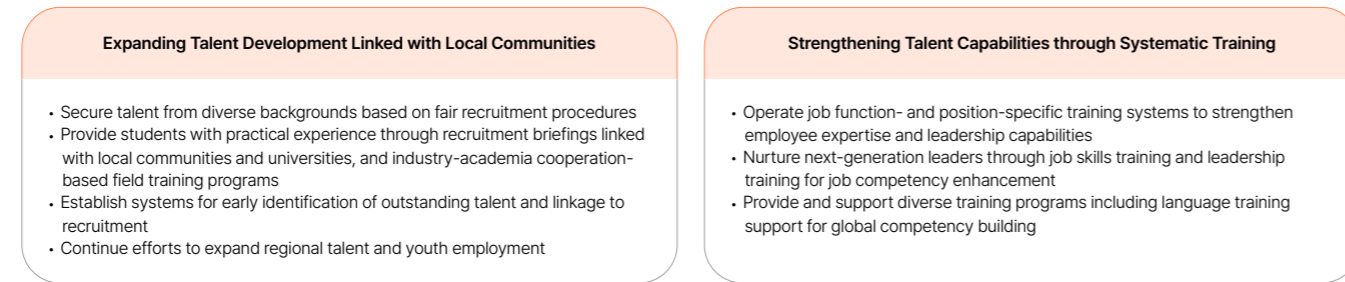 Expanding Talent Development Linked with Local Communities
• Secure talent from diverse backgrounds based on fair recruitment procedures
• Provide students with practical experience through recruitment briefings linked
with local communities and universities, and industry-academia cooperation-
based field training programs
• Establish systems for early identification of outstanding talent and linkage to
recruitment
• Continue efforts to expand regional talent and youth employment
Strengthening Talent Capabilities through Systematic Training
• Operate job function- and position-specific training systems to strengthen
employee expertise and leadership capabilities
• Nurture next-generation leaders through job skills training and leadership
training for job competency enhancement
• Provide and support diverse training programs including language training
support for global competency building